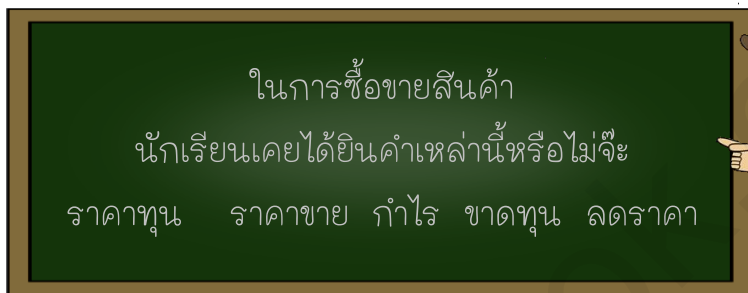 ในการซื้อขายสินค้า
นักเรียนเคยได้ยินคำเหล่านี้หรือไม่จ๊ะ
ราคาทุน ราคาขาย กำไร ขาดทุน ลดราคา